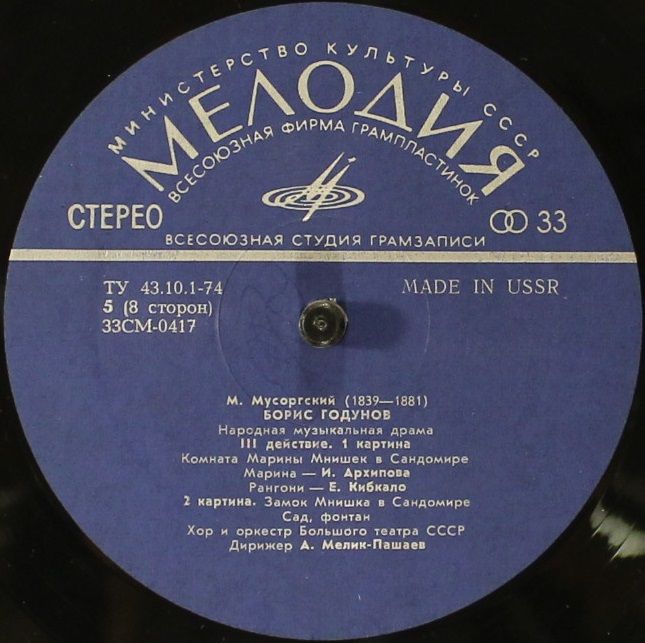 МИНИСТЕРСТВО КУЛЬТУРЫ СССР
МЕЛОДИЯ
ВСЕСОЮЗНАЯ ФИРМА ГРАМПЛАСТИНОК
СТЕРЕО
33
ВСЕСОЮЗНАЯ СТУДИЯ ГРАМЗАПИСИ
ТУ 43.10.1-74
MADE IN USSR
5 (8 сторон)
33СМ-0417
М. Мусоргский (1839—1881)
БОРИС ГОДУНОВ
Народная музыкальная драма
III действие. 1 картина
Комната Марины Мнишек в Сандомире
Марина — И. Архипова
Рангони — Е. Кибкало
2 картина. Замок Мнишка в Сандомире
Сад, фонтан
Хор и оркестр Большого театра СССР
Дирижер А. Мелик-Пашаев